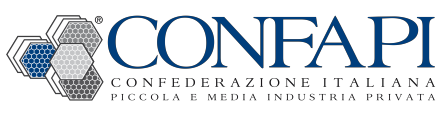 ® CONFAPI
CONFEDERAZIONE ITALIANA
PICCOLA E MEDIA INDUSTRIA PRIVATA